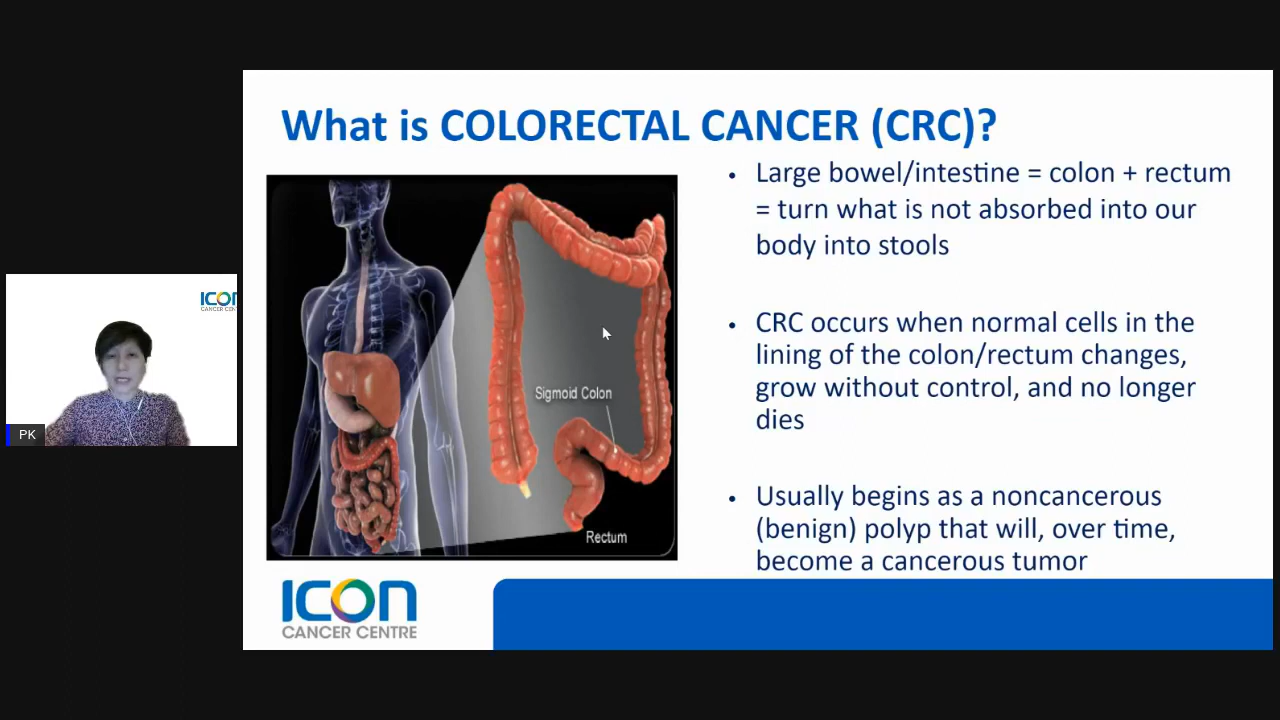 What is COLORECTAL CANCER (CRC)?
• Large bowel/intestine = colon + rectum
= turn what is not absorbed into our
body into stools
• CRC occurs when normal cells in the
lining of the colon/rectum changes,
grow without control, and no longer
dies
• Usually begins as a noncancerous
(benign) polyp that will, over time,
become a cancerous tumor
Sigmoid Colon
Rectum
ICON
CANCER CENTRE
ICON
CANCER CEN
PK